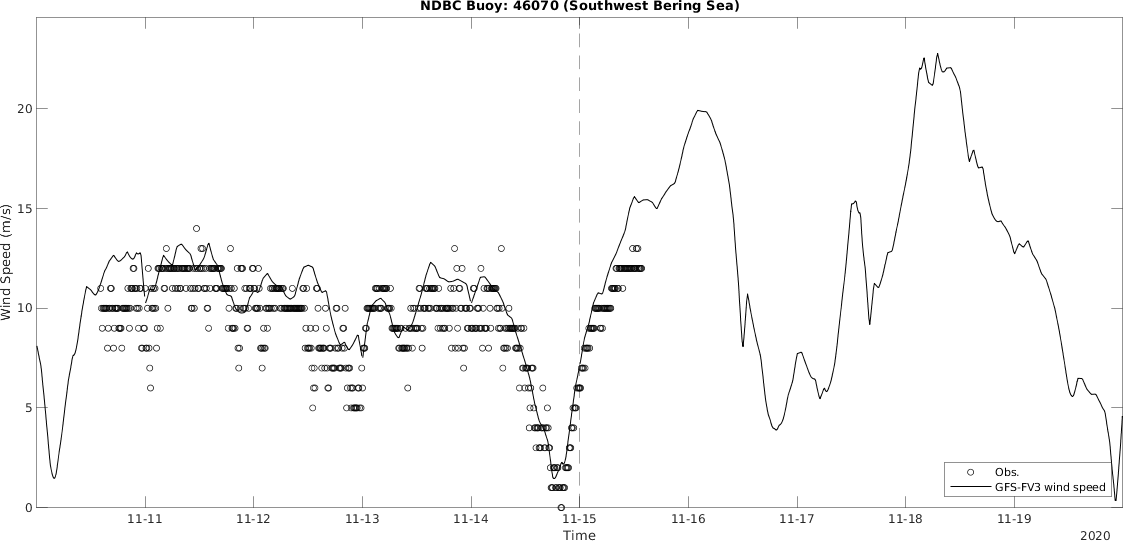 NDBC Buoy: 46070 (Southwest Bering Sea)
Wind Speed (m/s)
20
15
10
5
0
11-11 11-12 11-13 11-14 11-15 11-16 11-17 11-18 11-19
Time
2020
Obs.
GFS-FV3 wind speed